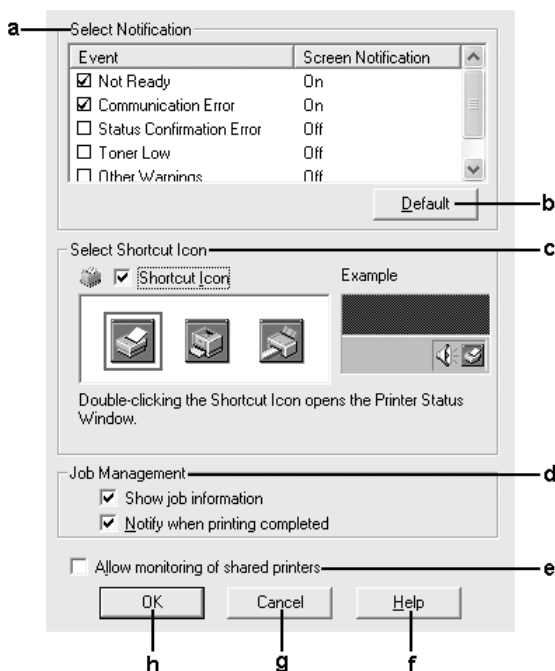 a
Select Notification
Event Screen Notification
Not Ready On
Communication Error On
Status Confirmation Error Off
Toner Low Off
Other Warnings Off
Default
b
Select Shortcut Icon
c
Shortcut Icon
Example
Double-clicking the Shortcut Icon opens the Printer Status
Window.
Job Management
d
Show job information
Notify when printing completed
Allow monitoring of shared printers
e
OK Cancel Help
h g f